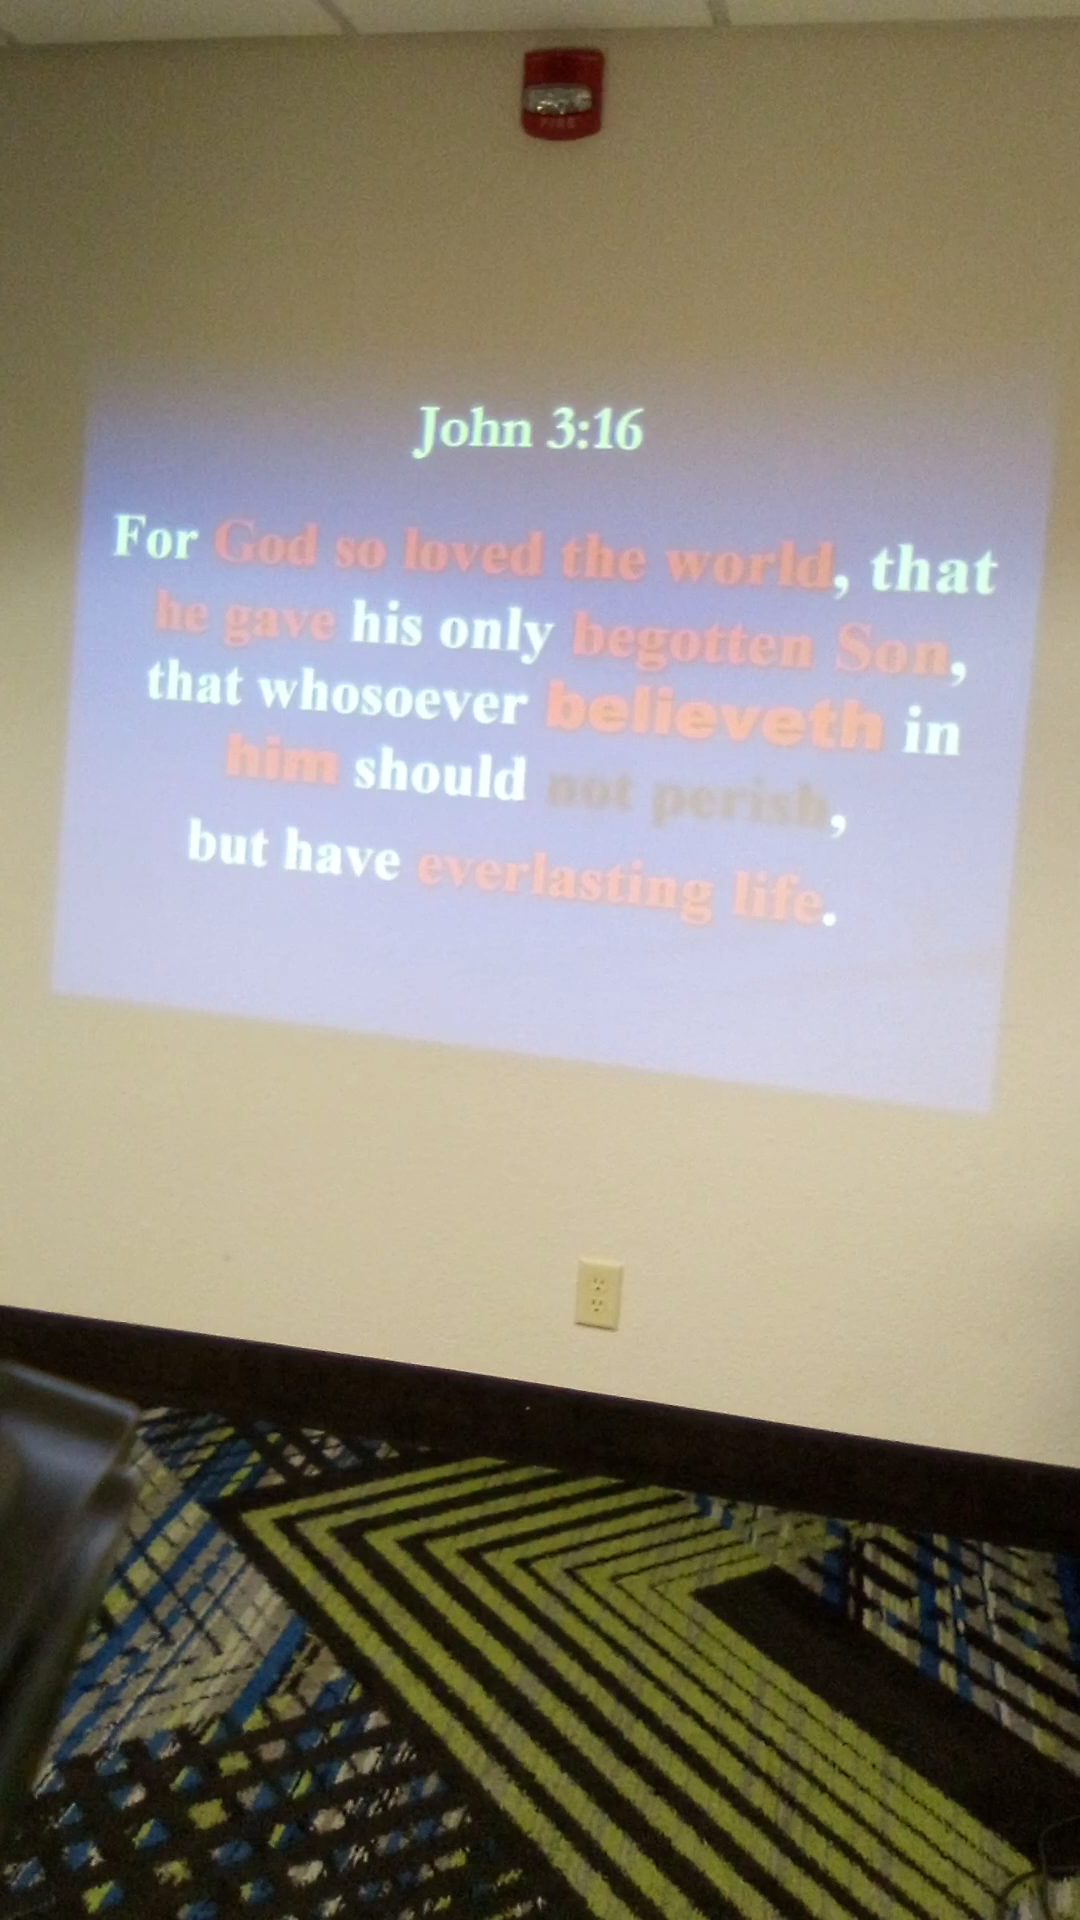 FIRE
John 3:16
For God so loved the world, that
he gave his only begotten Son,
that whosoever believeth in
him should not perish,
but have everlasting life.